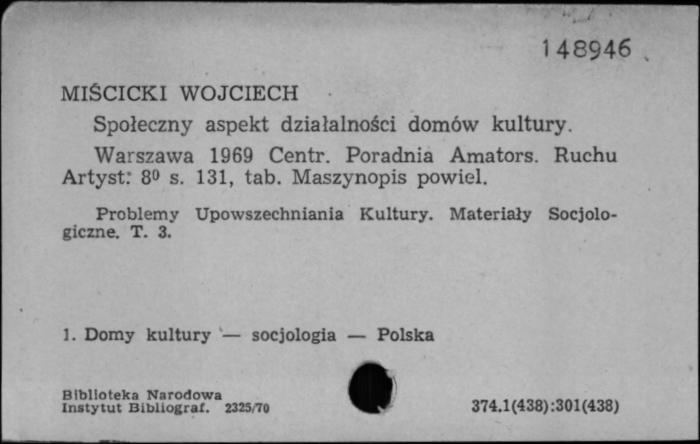 148946
MIŚCICKI WOJCIECH
Społeczny aspekt działalności domów kultury.
Warszawa 1969 Centr. Poradnia Amators. Ruchu
Artyst. 8⁰ s. 131, tab. Maszynopis powiel.
Problemy Upowszechniania Kultury. Materiały Socjolo-
giczne. T. 3.
1. Domy kultury — socjologia — Polska
Biblioteka Narodowa
Instytut Bibliograf. 2325/70
374.1(438):301(438)